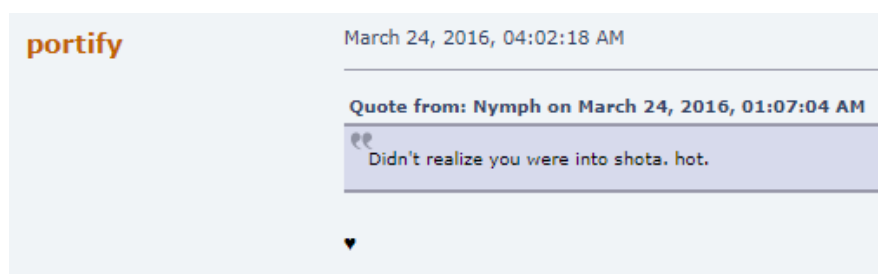 portify
March 24, 2016, 04:02:18 AM
Quote from: Nymph on March 24, 2016, 01:07:04 AM
Didn't realize you were into shota. hot.
♥